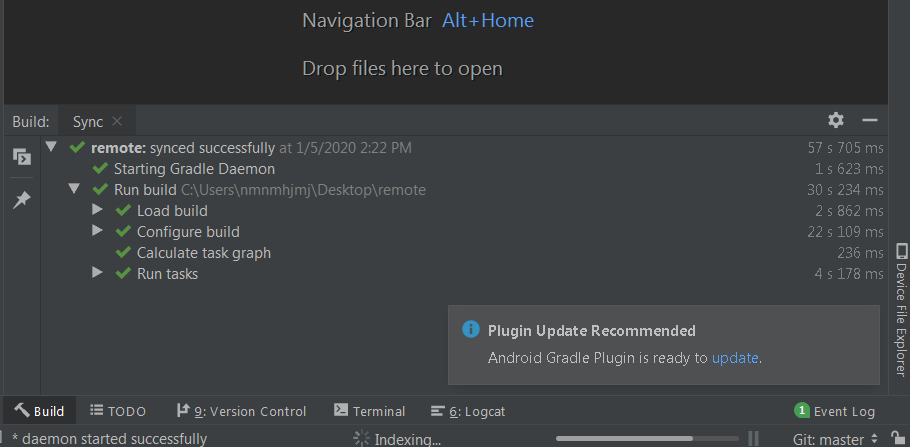 Navigation Bar Alt+Home
Drop files here to open
Build: Sync
remote: synced successfully at 1/5/2020 2:22 PM 57 s 705 ms
Starting Gradle Daemon 1 s 623 ms
Run build C:\Users\nmnmhjmj\Desktop\remote 30 s 234 ms
Load build 2 s 862 ms
Configure build 22 s 109 ms
Calculate task graph 236 ms
Run tasks 4 s 178 ms
Device File Explorer
Plugin Update Recommended
Android Gradle Plugin is ready to update.
Build TODO 9: Version Control Terminal 6: Logcat 1 Event Log
* daemon started successfully Indexing... Git: master